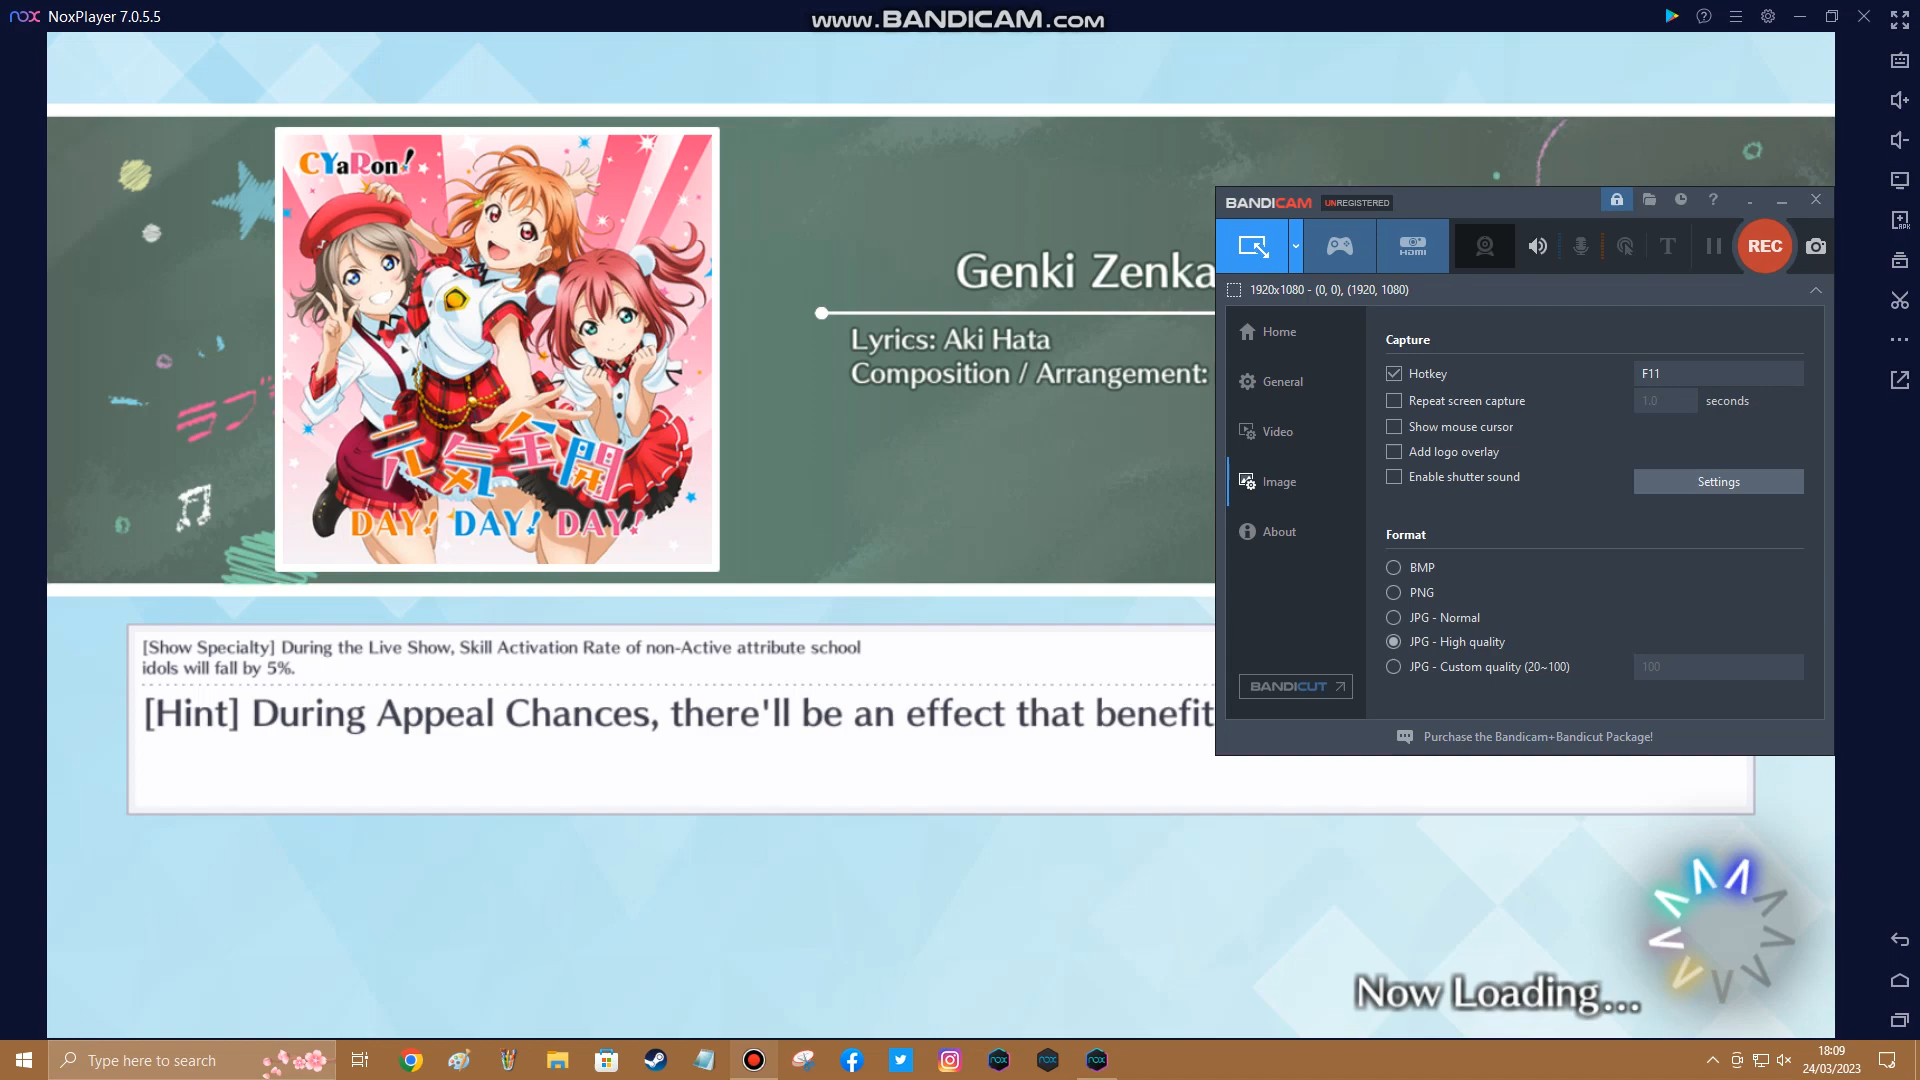 NoxPlayer 7.0.5.5
www.BANDICAM.com
CYaRon!
元気全開
DAY! DAY! DAY!
Genki Zenka
Lyrics: Aki Hata
Composition / Arrangement:
[Show Specialty] During the Live Show, Skill Activation Rate of non-Active attribute school
idols will fall by 5%.
[Hint] During Appeal Chances, there'll be an effect that benefit
Now Loading...
BANDICAM UNREGISTERED
HDMI
T
REC
1920x1080 - (0, 0), (1920, 1080)
Home
General
Video
Image
About
BANDICUT
Capture
Hotkey F11
Repeat screen capture 1.0 seconds
Show mouse cursor
Add logo overlay
Enable shutter sound
Settings
Format
BMP
PNG
JPG - Normal
JPG - High quality
JPG - Custom quality (20~100) 100
Purchase the Bandicam+Bandicut Package!
Type here to search
18:09
24/03/2023